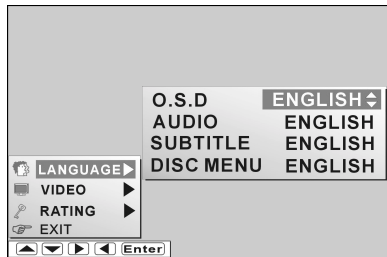 O.S.D ENGLISH
AUDIO ENGLISH
SUBTITLE ENGLISH
DISC MENU ENGLISH
LANGUAGE
VIDEO
RATING
EXIT
Enter